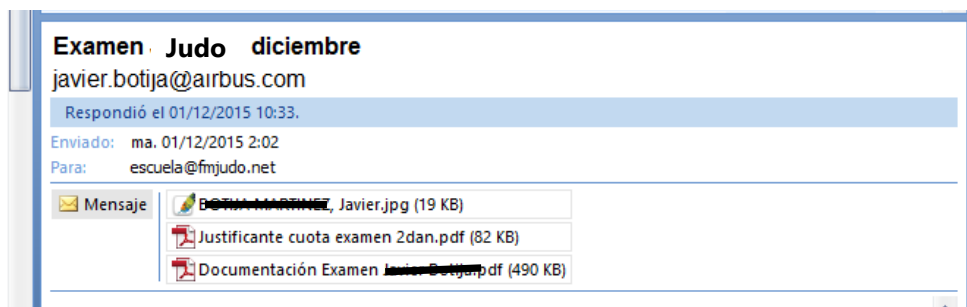 Examen Judo diciembre
javier.botija@airbus.com
Respondió el 01/12/2015 10:33.
Enviado: ma. 01/12/2015 2:02
Para: escuela@fmjudo.net
Mensaje
, Javier.jpg (19 KB)
Justificante cuota examen 2dan.pdf (82 KB)
Documentación Examen pdf (490 KB)